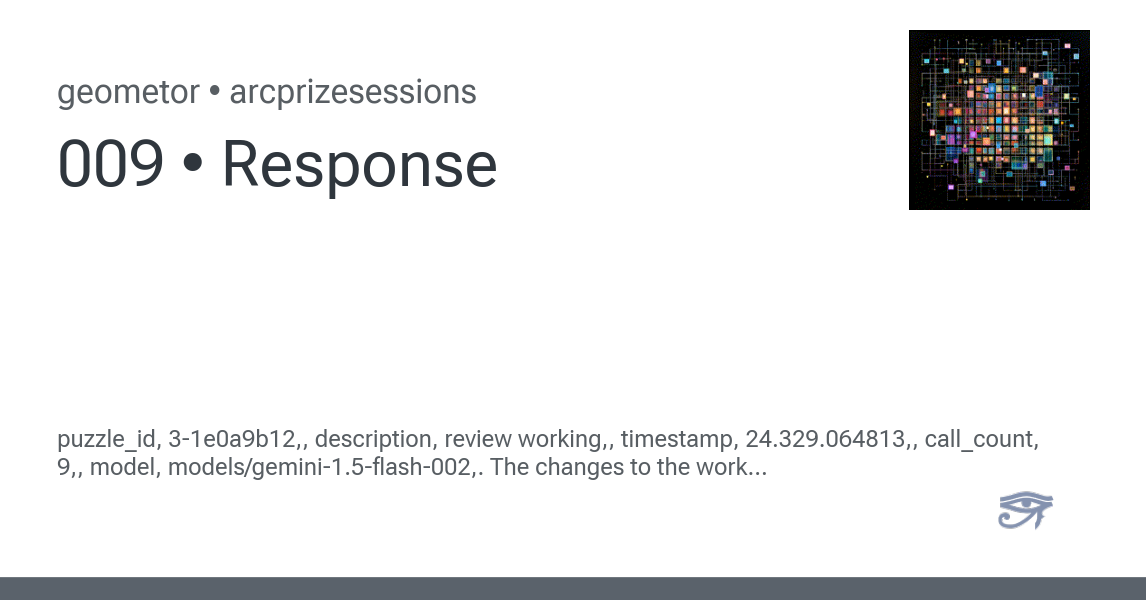 geometor • arcprizesessions
009 • Response
puzzle_id, 3-1e0a9b12,, description, review working,, timestamp, 24.329.064813,, call_count,
9,, model, models/gemini-1.5-flash-002,. The changes to the work...